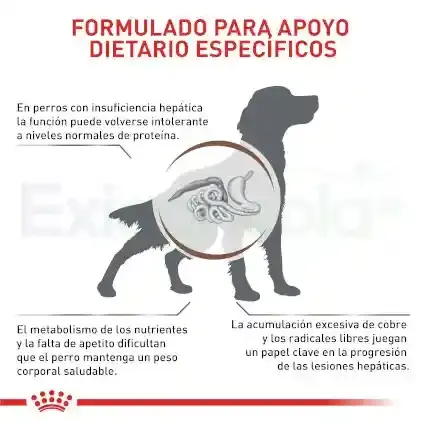 FORMULADO PARA APOYO
DIETARIO ESPECÍFICOS
En perros con insuficiencia hepática
la función puede volverse intolerante
a niveles normales de proteína.
El metabolismo de los nutrientes
y la falta de apetito dificultan
que el perro mantenga un peso
corporal saludable.
La acumulación excesiva de cobre
y los radicales libres juegan
un papel clave en la progresión
de las lesiones hepáticas.